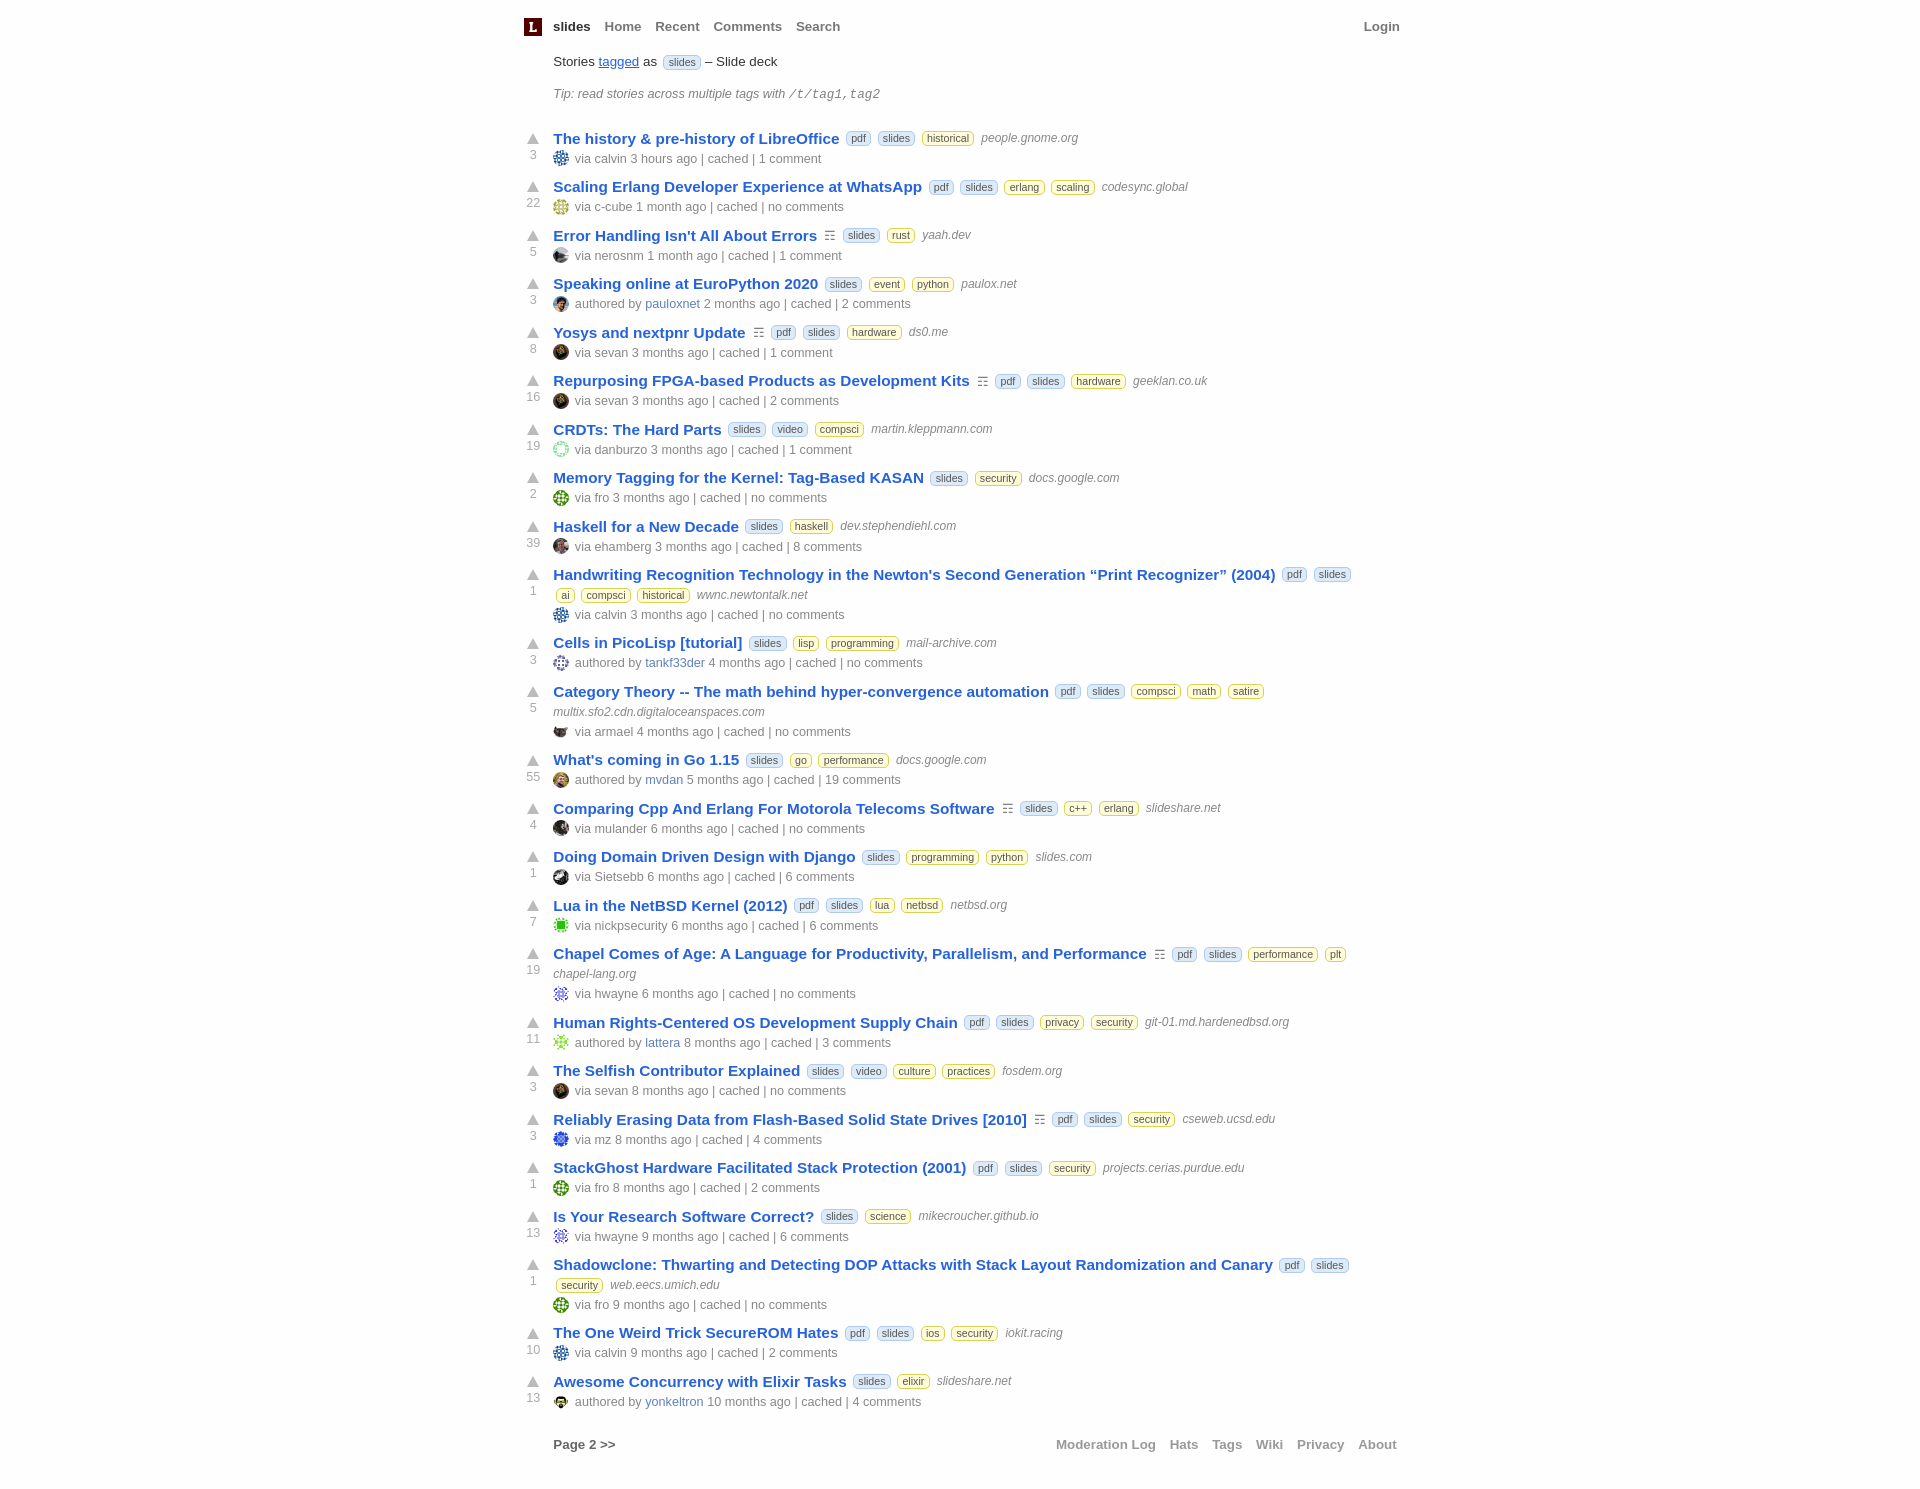 L slides Home Recent Comments Search Login
Stories tagged as slides – Slide deck
Tip: read stories across multiple tags with /t/tag1,tag2
The history & pre-history of LibreOffice pdf slides historical people.gnome.org
3 via calvin 3 hours ago | cached | 1 comment
Scaling Erlang Developer Experience at WhatsApp pdf slides erlang scaling codesync.global
22 via c-cube 1 month ago | cached | no comments
Error Handling Isn't All About Errors ☶ slides rust yaah.dev
5 via nerosnm 1 month ago | cached | 1 comment
Speaking online at EuroPython 2020 slides event python paulox.net
3 authored by pauloxnet 2 months ago | cached | 2 comments
Yosys and nextpnr Update ☶ pdf slides hardware ds0.me
8 via sevan 3 months ago | cached | 1 comment
Repurposing FPGA-based Products as Development Kits ☶ pdf slides hardware geeklan.co.uk
16 via sevan 3 months ago | cached | 2 comments
CRDTs: The Hard Parts slides video compsci martin.kleppmann.com
19 via danburzo 3 months ago | cached | 1 comment
Memory Tagging for the Kernel: Tag-Based KASAN slides security docs.google.com
2 via fro 3 months ago | cached | no comments
Haskell for a New Decade slides haskell dev.stephendiehl.com
39 via ehamberg 3 months ago | cached | 8 comments
Handwriting Recognition Technology in the Newton's Second Generation “Print Recognizer” (2004) pdf slides
1 ai compsci historical wwnc.newtontalk.net
via calvin 3 months ago | cached | no comments
Cells in PicoLisp [tutorial] slides lisp programming mail-archive.com
3 authored by tankf33der 4 months ago | cached | no comments
Category Theory -- The math behind hyper-convergence automation pdf slides compsci math satire
5 multix.sfo2.cdn.digitaloceanspaces.com
via armael 4 months ago | cached | no comments
What's coming in Go 1.15 slides go performance docs.google.com
55 authored by mvdan 5 months ago | cached | 19 comments
Comparing Cpp And Erlang For Motorola Telecoms Software ☶ slides c++ erlang slideshare.net
4 via mulander 6 months ago | cached | no comments
Doing Domain Driven Design with Django slides programming python slides.com
1 via Sietsebb 6 months ago | cached | 6 comments
Lua in the NetBSD Kernel (2012) pdf slides lua netbsd netbsd.org
7 via nickpsecurity 6 months ago | cached | 6 comments
Chapel Comes of Age: A Language for Productivity, Parallelism, and Performance ☶ pdf slides performance plt
19 chapel-lang.org
via hwayne 6 months ago | cached | no comments
Human Rights-Centered OS Development Supply Chain pdf slides privacy security git-01.md.hardenedbsd.org
11 authored by lattera 8 months ago | cached | 3 comments
The Selfish Contributor Explained slides video culture practices fosdem.org
3 via sevan 8 months ago | cached | no comments
Reliably Erasing Data from Flash-Based Solid State Drives [2010] ☶ pdf slides security cseweb.ucsd.edu
3 via mz 8 months ago | cached | 4 comments
StackGhost Hardware Facilitated Stack Protection (2001) pdf slides security projects.cerias.purdue.edu
1 via fro 8 months ago | cached | 2 comments
Is Your Research Software Correct? slides science mikecroucher.github.io
13 via hwayne 9 months ago | cached | 6 comments
Shadowclone: Thwarting and Detecting DOP Attacks with Stack Layout Randomization and Canary pdf slides
1 security web.eecs.umich.edu
via fro 9 months ago | cached | no comments
The One Weird Trick SecureROM Hates pdf slides ios security iokit.racing
10 via calvin 9 months ago | cached | 2 comments
Awesome Concurrency with Elixir Tasks slides elixir slideshare.net
13 authored by yonkeltron 10 months ago | cached | 4 comments
Page 2 >> Moderation Log Hats Tags Wiki Privacy About